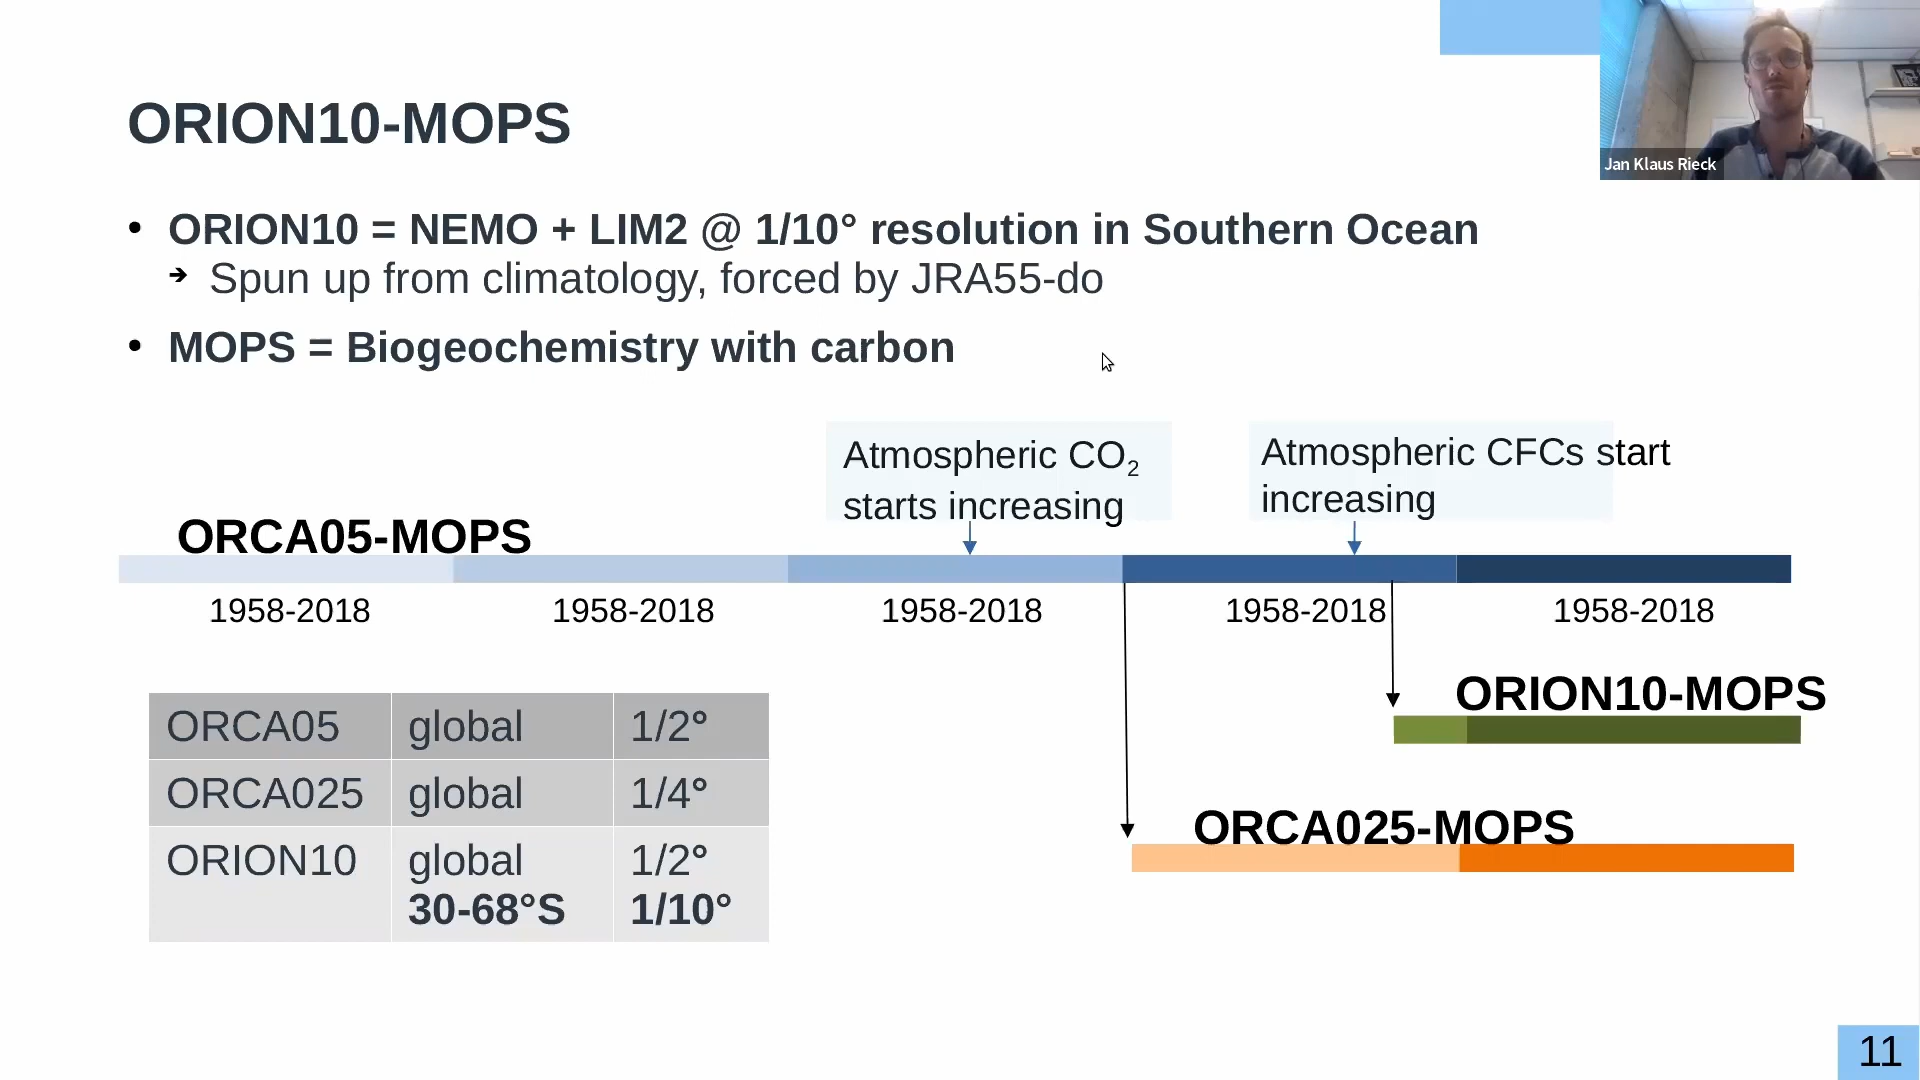 ORION10-MOPS
Jan Klaus Rieck
• ORION10 = NEMO + LIM2 @ 1/10° resolution in Southern Ocean
➔ Spun up from climatology, forced by JRA55-do
• MOPS = Biogeochemistry with carbon
Atmospheric CO₂
starts increasing
Atmospheric CFCs start
increasing
ORCA05-MOPS
1958-2018 1958-2018 1958-2018 1958-2018 1958-2018
ORION10-MOPS
ORCA025-MOPS
ORCA05 global 1/2°
ORCA025 global 1/4°
ORION10 global 1/2°
30-68°S 1/10°
11